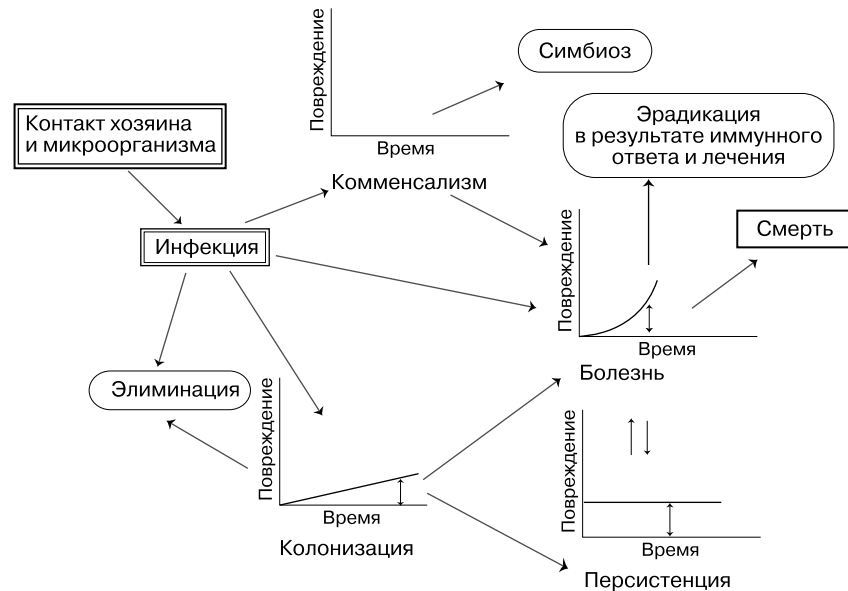 Повреждение
Время
Комменсализм
Симбиоз
Контакт хозяина
и микроорганизма
Эрадикация
в результате иммунного
ответа и лечения
Инфекция
Повреждение
Время
Болезнь
Смерть
Элиминация
Повреждение
Время
Колонизация
Повреждение
Время
Персистенция